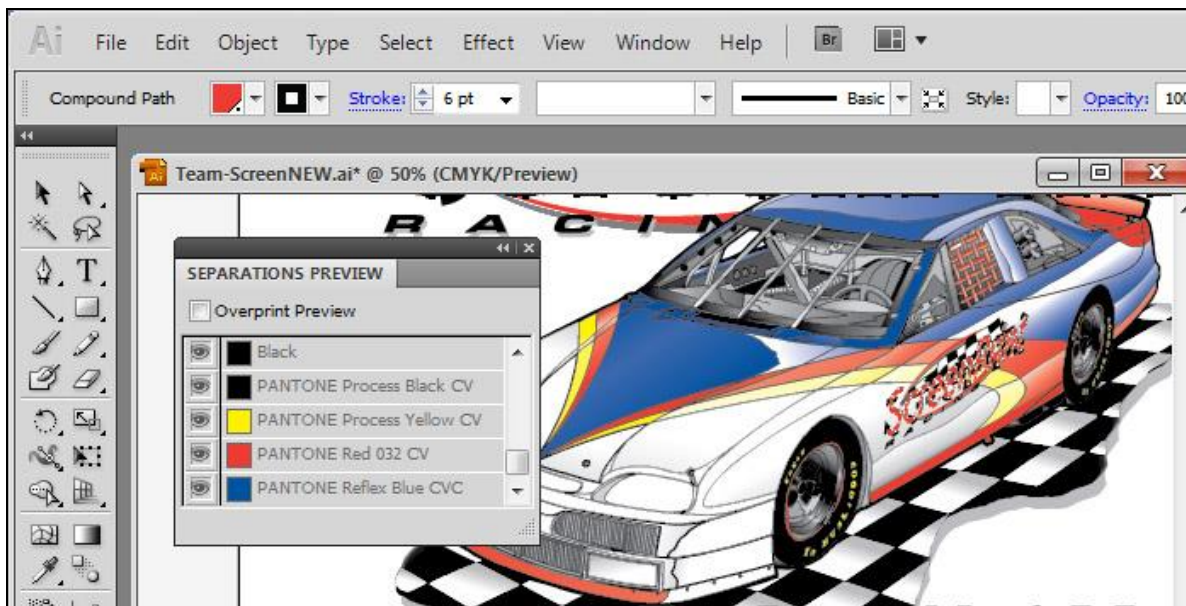 Ai File Edit Object Type Select Effect View Window Help Br
Compound Path Stroke: 6 pt Basic Style: Opacity: 100
Team-ScreenNEW.ai* @ 50% (CMYK/Preview)
RACIN
SEPARATIONS PREVIEW
Overprint Preview
Black
PANTONE Process Black CV
PANTONE Process Yellow CV
PANTONE Red 032 CV
PANTONE Reflex Blue CVC